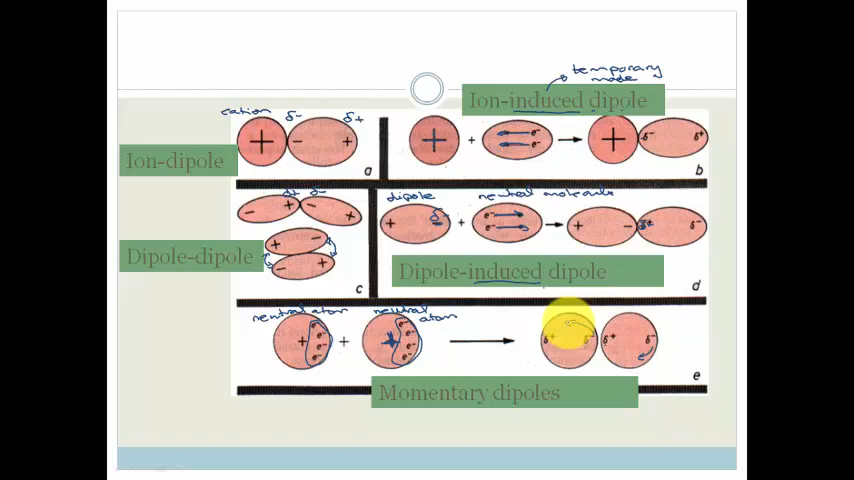 temporary
made
Ion-induced dipole
cation δ- δ+
+ - +
a
Ion-dipole
+ + e- e- + δ- δ+
b
δ+ δ-
- + - +
+ -
- +
c
Dipole-dipole
dipole neutral molecule
+ δ- + e- e- + - δ+ δ-
Dipole-induced dipole
d
neutral atom neutral
atom
+ e- e- e- e- + + e- e- e- e- δ+ δ- δ+ δ-
e
Momentary dipoles